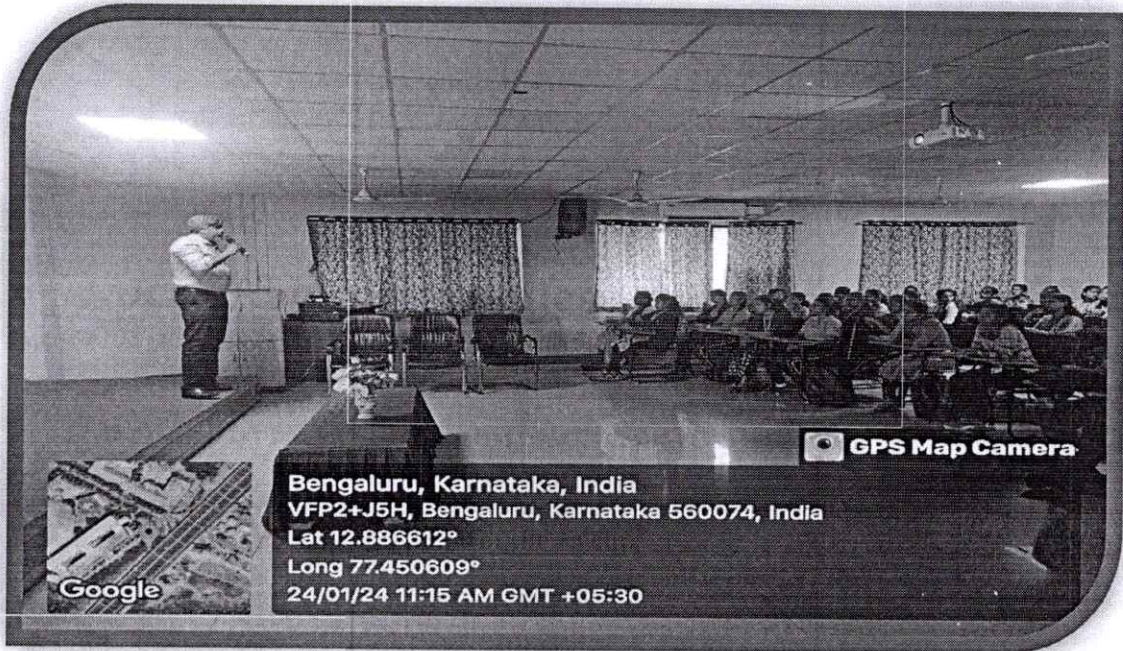 GPS Map Camera
Bengaluru, Karnataka, India
VFP2+J5H, Bengaluru, Karnataka 560074, India
Lat 12.886612°
Long 77.450609°
24/01/24 11:15 AM GMT +05:30
Google